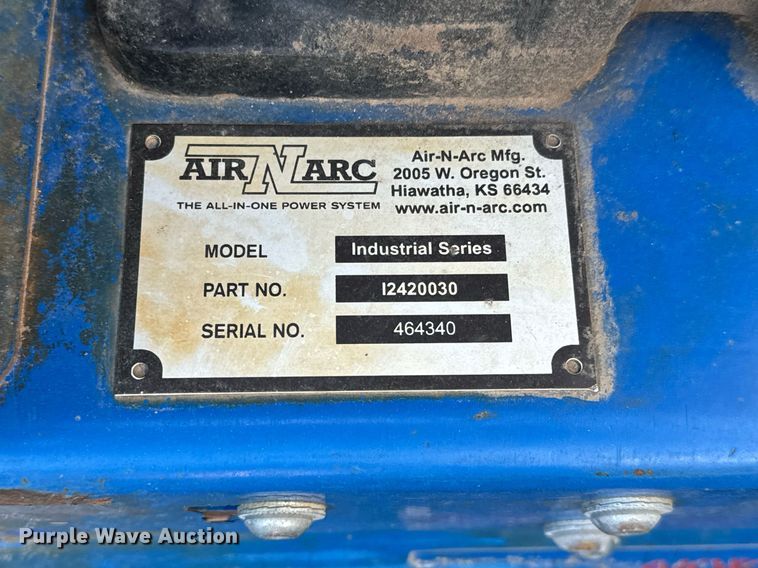 AIR N ARC
THE ALL-IN-ONE POWER SYSTEM
Air-N-Arc Mfg.
2005 W. Oregon St.
Hiawatha, KS 66434
www.air-n-arc.com
MODEL Industrial Series
PART NO. I2420030
SERIAL NO. 464340
Purple Wave Auction